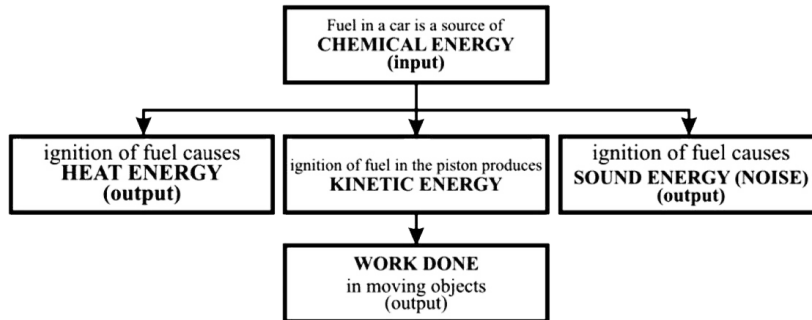 Fuel in a car is a source of
CHEMICAL ENERGY
(input)
ignition of fuel causes
HEAT ENERGY
(output)
ignition of fuel in the piston produces
KINETIC ENERGY
ignition of fuel causes
SOUND ENERGY (NOISE)
(output)
WORK DONE
in moving objects
(output)